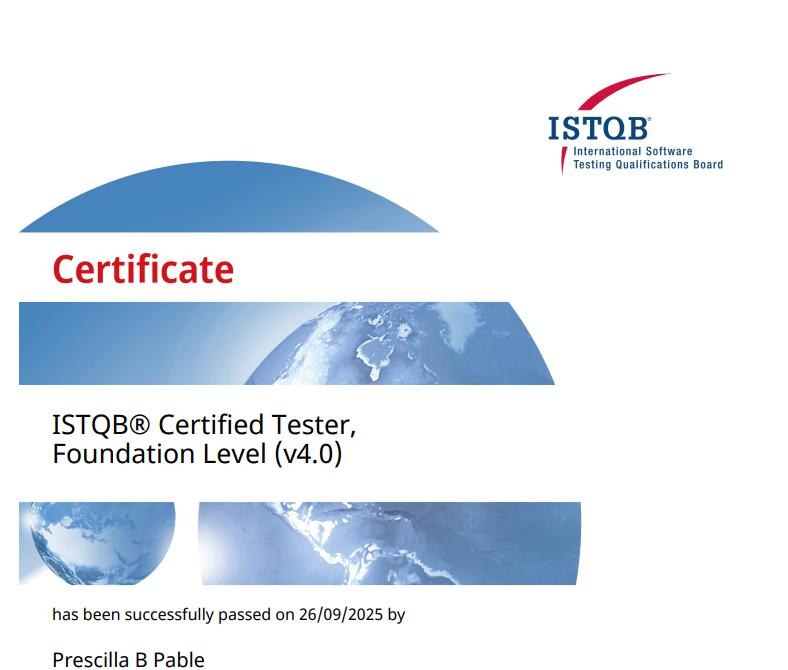 ISTQB®
International Software
Testing Qualifications Board
Certificate
ISTQB® Certified Tester,
Foundation Level (v4.0)
has been successfully passed on 26/09/2025 by
Prescilla B Pable